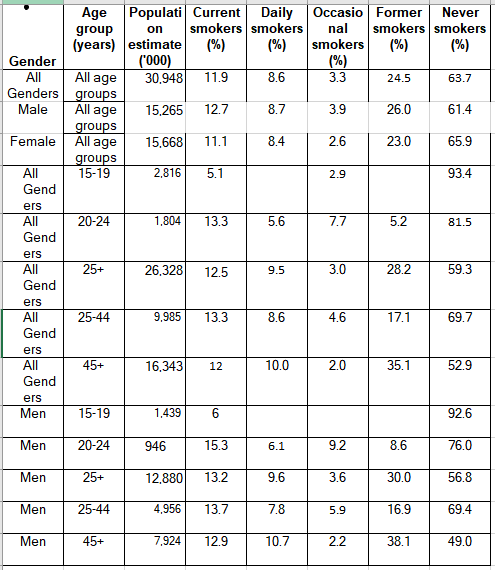 Gender Age group (years) Population estimate ('000) Current smokers (%) Daily smokers (%) Occasional smokers (%) Former smokers (%) Never smokers (%)
All Genders All age groups 30,948 11.9 8.6 3.3 24.5 63.7
Male All age groups 15,265 12.7 8.7 3.9 26.0 61.4
Female All age groups 15,668 11.1 8.4 2.6 23.0 65.9
All Genders 15-19 2,816 5.1 2.9 93.4
All Genders 20-24 1,804 13.3 5.6 7.7 5.2 81.5
All Genders 25+ 26,328 12.5 9.5 3.0 28.2 59.3
All Genders 25-44 9,985 13.3 8.6 4.6 17.1 69.7
All Genders 45+ 16,343 12 10.0 2.0 35.1 52.9
Men 15-19 1,439 6 92.6
Men 20-24 946 15.3 6.1 9.2 8.6 76.0
Men 25+ 12,880 13.2 9.6 3.6 30.0 56.8
Men 25-44 4,956 13.7 7.8 5.9 16.9 69.4
Men 45+ 7,924 12.9 10.7 2.2 38.1 49.0